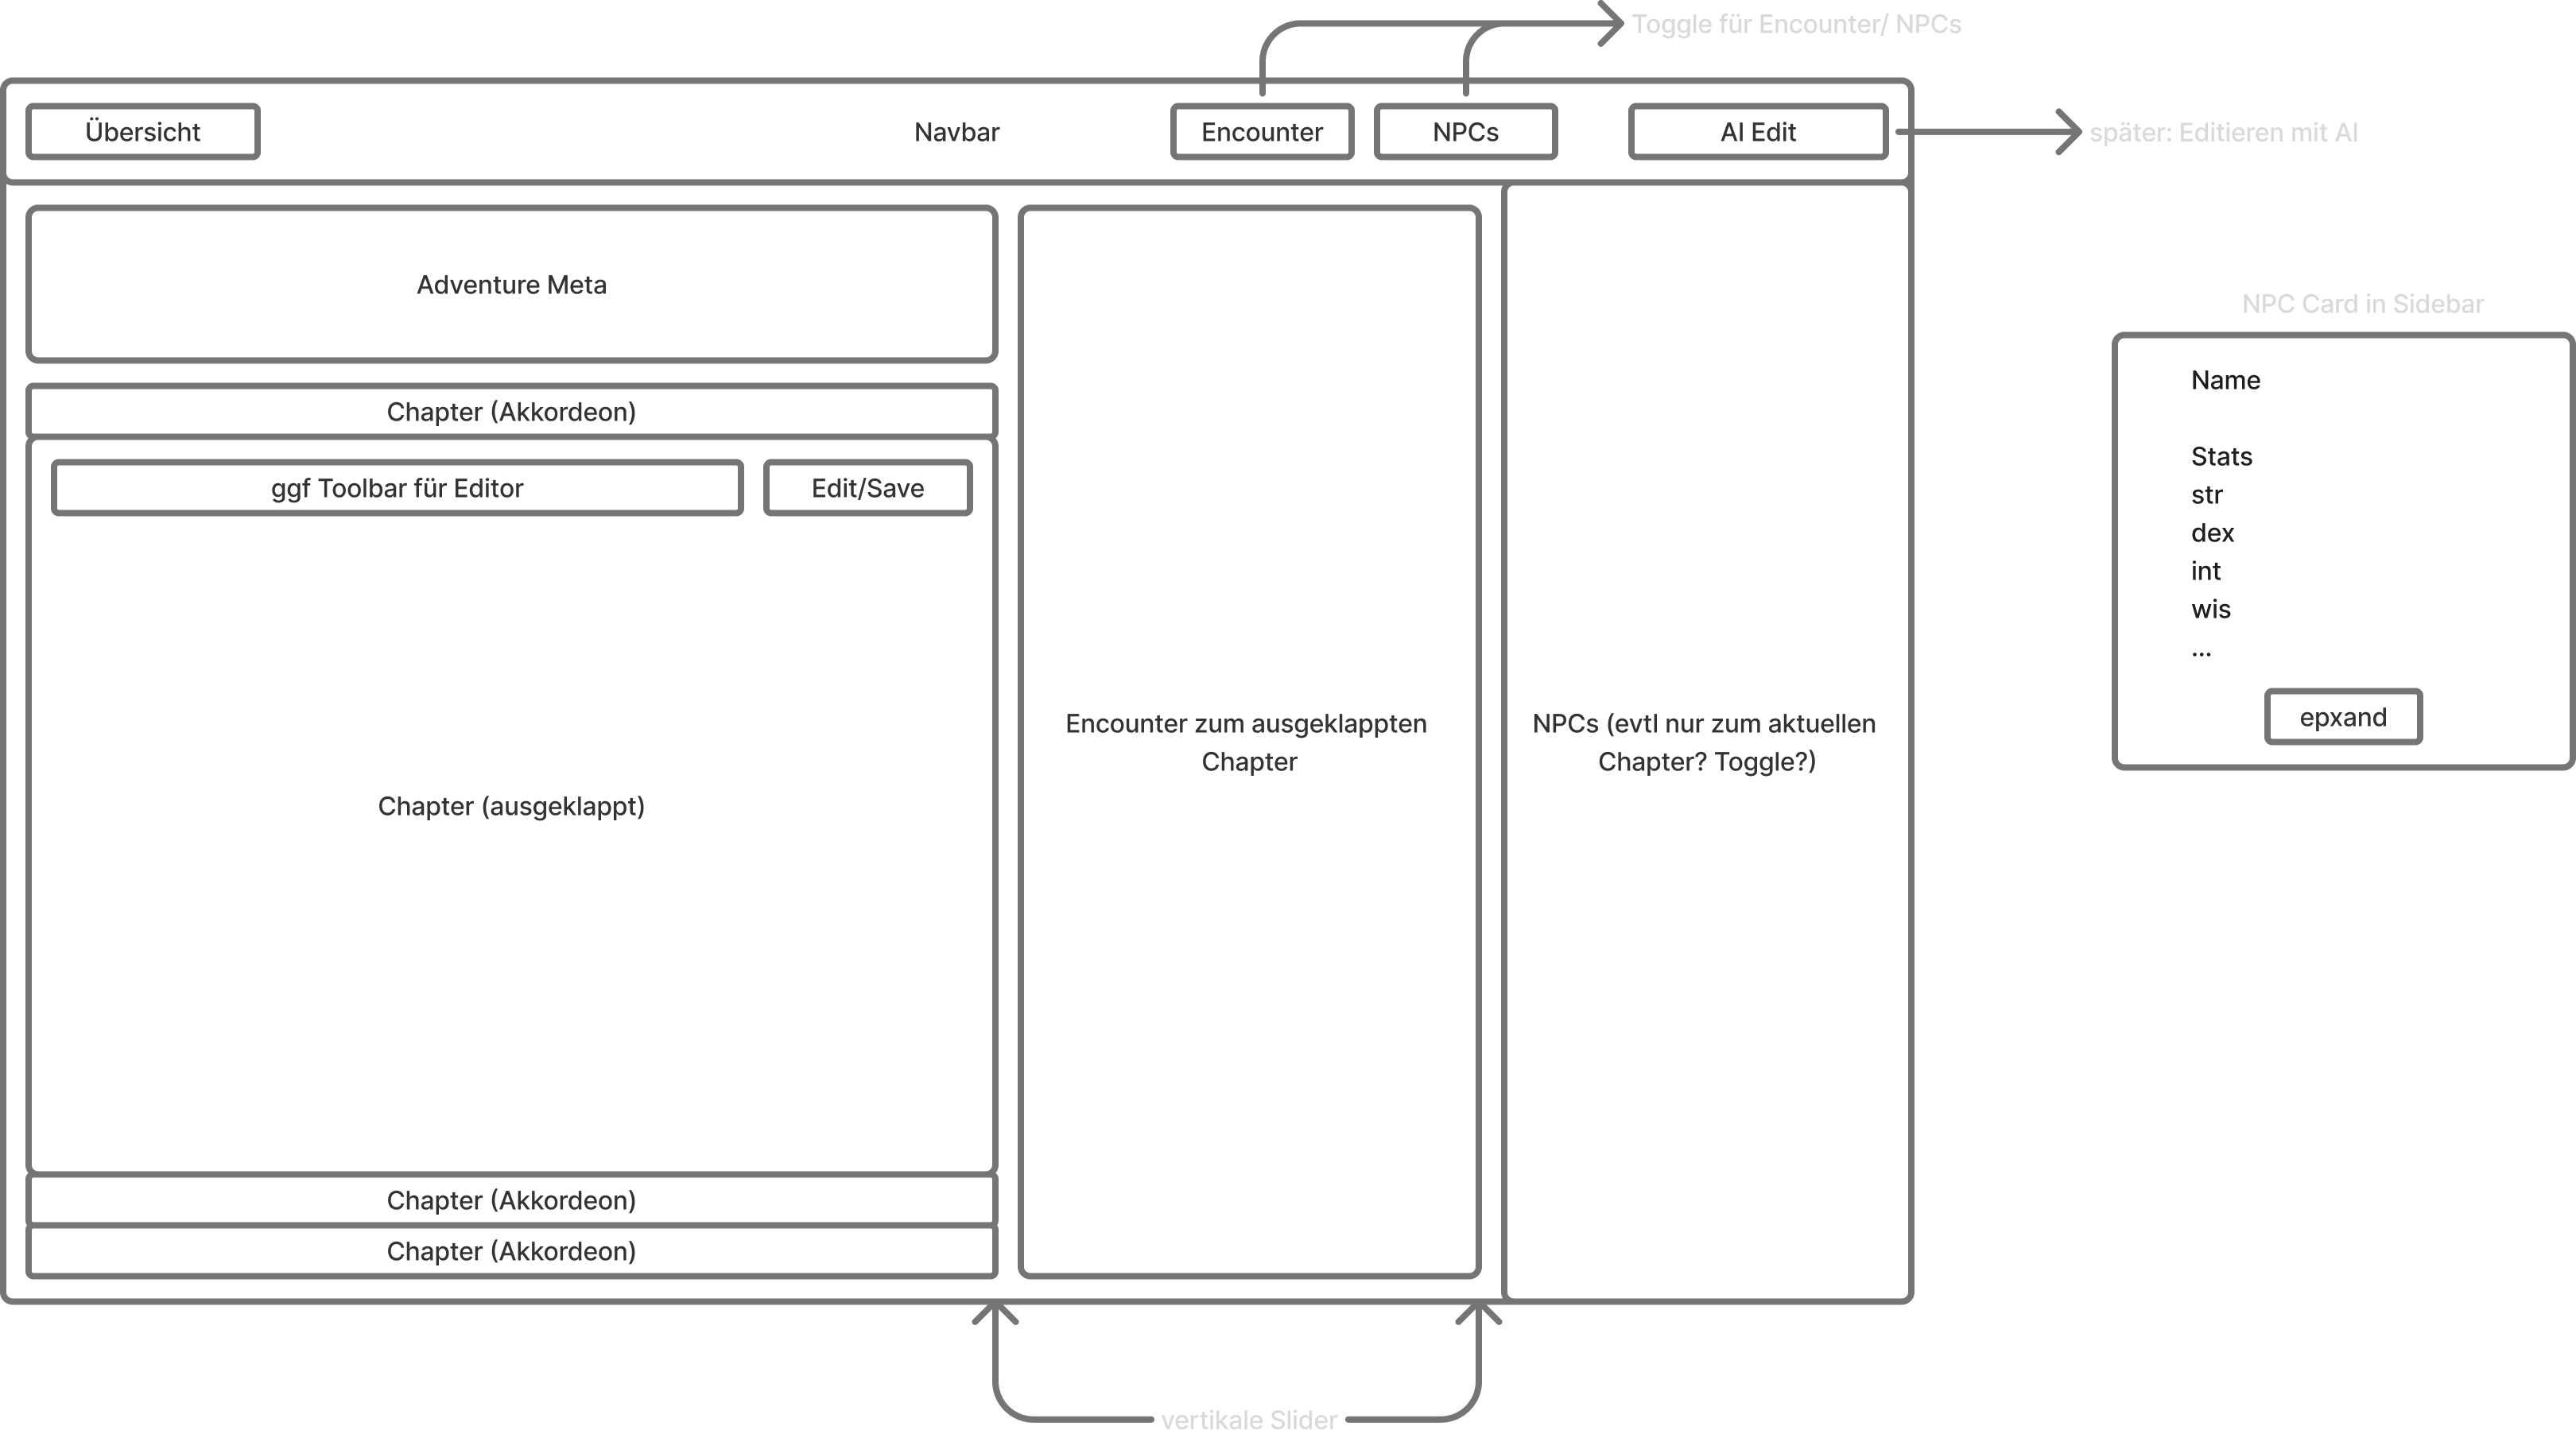 Toggle für Encounter/ NPCs
Übersicht
Navbar
Encounter
NPCs
AI Edit
später: Editieren mit AI
Adventure Meta
Chapter (Akkordeon)
ggf Toolbar für Editor
Edit/Save
Chapter (ausgeklappt)
Chapter (Akkordeon)
Chapter (Akkordeon)
Encounter zum ausgeklappten
Chapter
NPCs (evtl nur zum aktuellen
Chapter? Toggle?)
NPC Card in Sidebar
Name
Stats
str
dex
int
wis
...
epxand
vertikale Slider